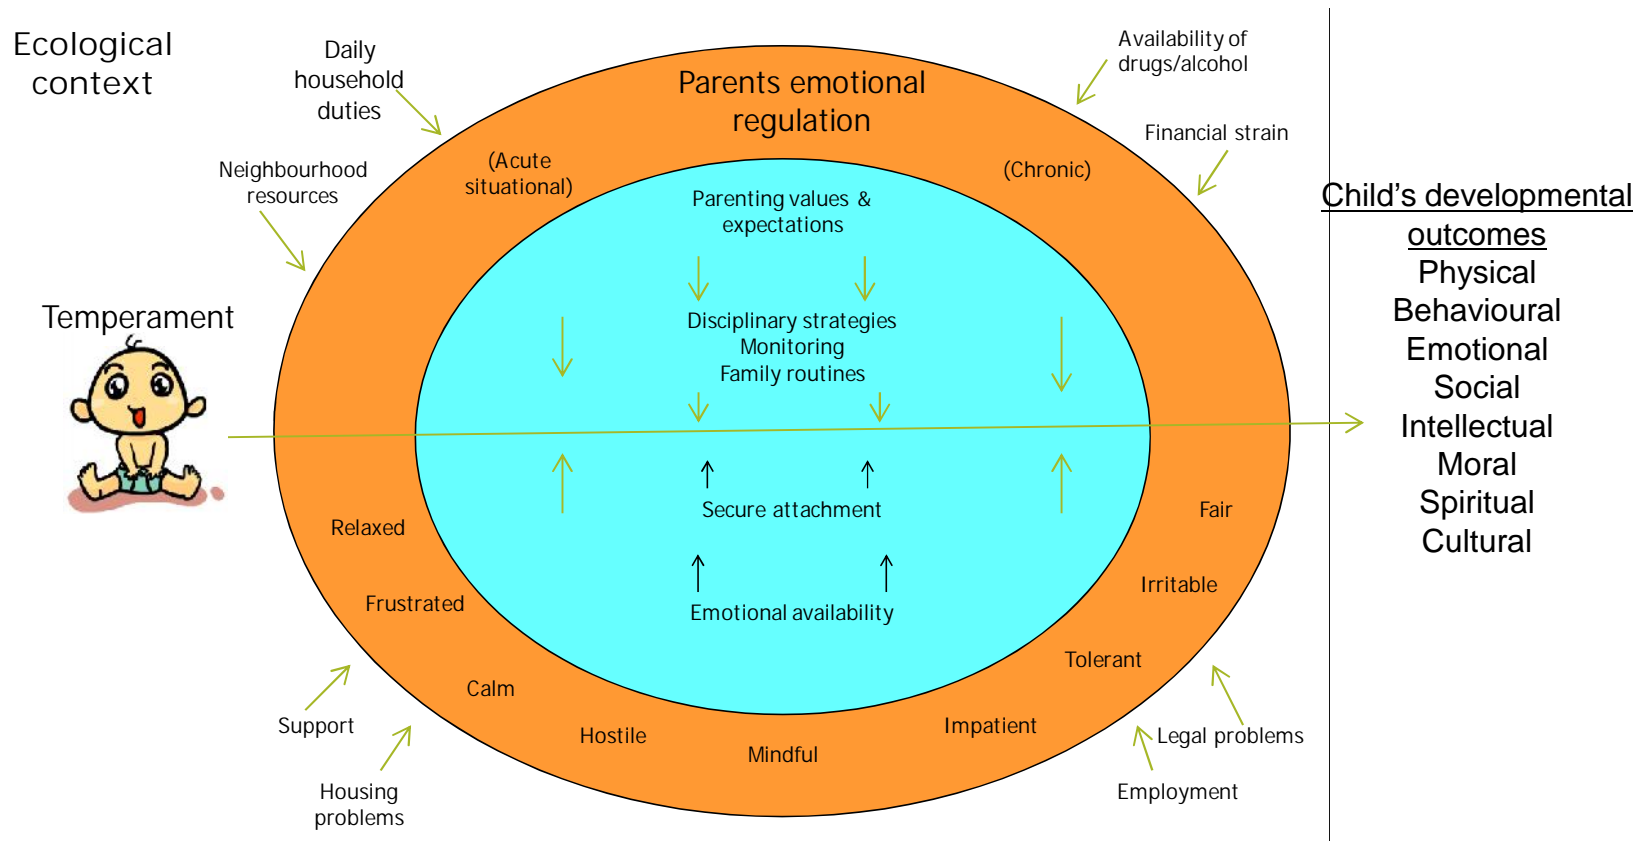 Ecological
context
Daily
household
duties
Neighbourhood
resources
Availability of
drugs/alcohol
Financial strain
Parents emotional
regulation
(Acute
situational)
(Chronic)
Parenting values &
expectations
Disciplinary strategies
Monitoring
Family routines
Temperament
Secure attachment
Emotional availability
Relaxed
Frustrated
Calm
Hostile
Mindful
Impatient
Tolerant
Irritable
Fair
Support
Housing
problems
Legal problems
Employment
Child’s developmental
outcomes
Physical
Behavioural
Emotional
Social
Intellectual
Moral
Spiritual
Cultural